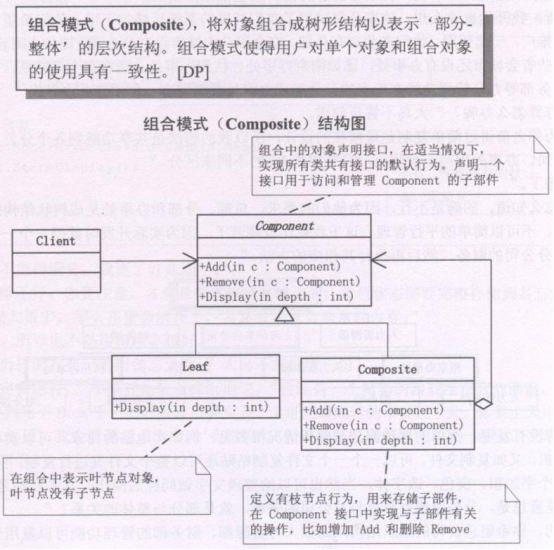 组合模式（Composite），将对象组合成树形结构以表示‘部分-
整体’的层次结构。组合模式使得用户对单个对象和组合对象
的使用具有一致性。[DP]
组合模式（Composite）结构图
组合中的对象声明接口，在适当情况下，
实现所有类共有接口的默认行为。声明一个
接口用于访问和管理 Component 的子部件
Client
Component
+Add(in c : Component)
+Remove(in c : Component)
+Display(in depth : int)
Leaf
+Display(in depth : int)
Composite
+Add(in c : Component)
+Remove(in c : Component)
+Display(in depth : int)
在组合中表示叶节点对象，
叶节点没有子节点
定义有枝节点行为，用来存储子部件，
在 Component 接口中实现与子部件有关
的操作，比如增加 Add 和删除 Remove